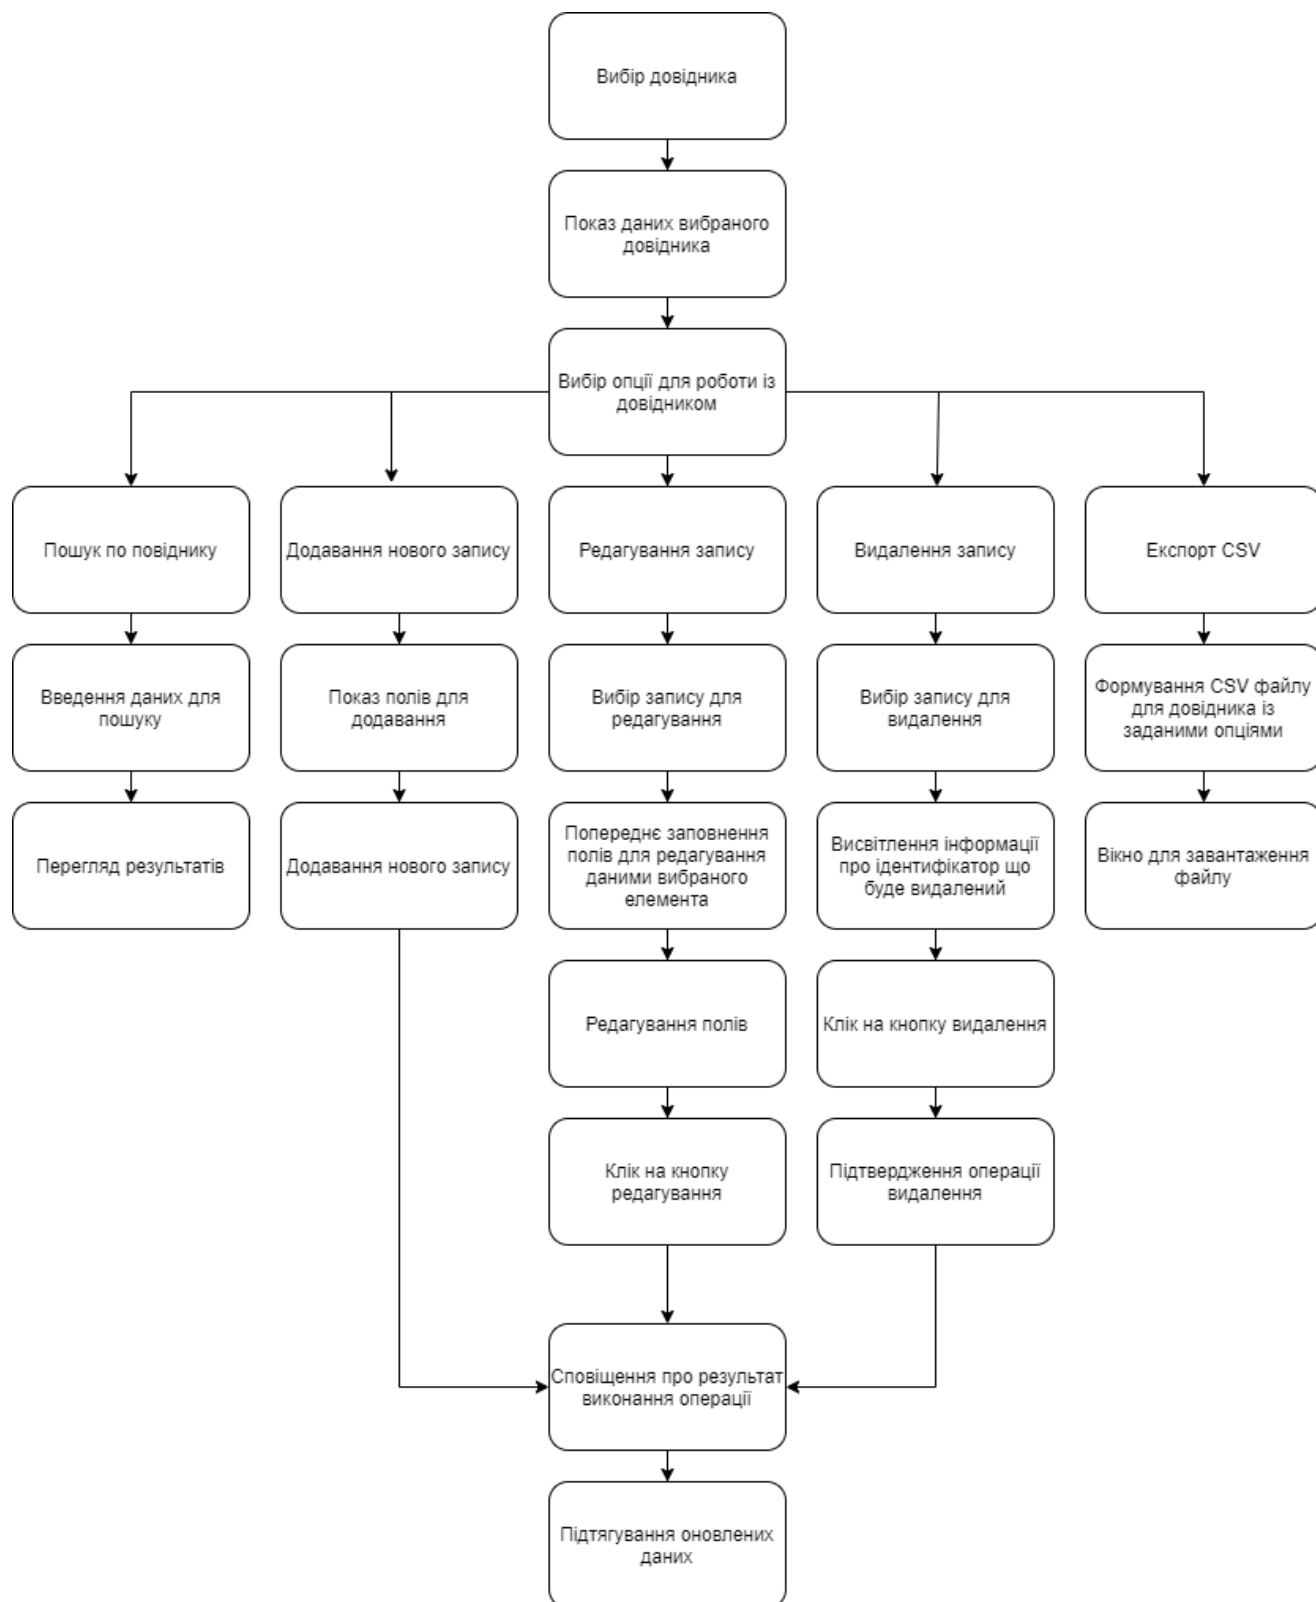 Вибір довідника
Показ даних вибраного
довідника
Вибір опції для роботи із
довідником
Пошук по повіднику
Додавання нового запису
Редагування запису
Видалення запису
Експорт CSV
Введення даних для
пошуку
Показ полів для
додавання
Вибір запису для
редагування
Вибір запису для
видалення
Формування CSV файлу
для довідника із
заданими опціями
Перегляд результатів
Додавання нового запису
Попереднє заповнення
полів для редагування
даними вибраного
елемента
Висвітлення інформації
про ідентифікатор що
буде видалений
Вікно для завантаження
файлу
Редагування полів
Клік на кнопку видалення
Клік на кнопку
редагування
Підтвердження операції
видалення
Сповіщення про результат
виконання операції
Підтягування оновлених
даних